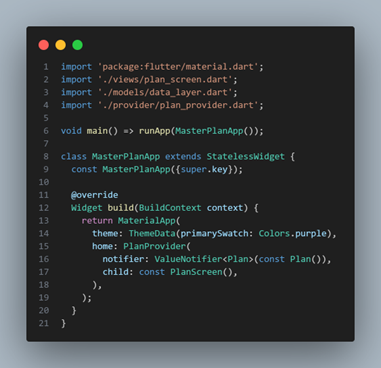 1 import 'package:flutter/material.dart';
2 import './views/plan_screen.dart';
3 import './models/data_layer.dart';
4 import './provider/plan_provider.dart';
5
6 void main() => runApp(MasterPlanApp());
7
8 class MasterPlanApp extends StatelessWidget {
9   const MasterPlanApp({super.key});
10
11   @override
12   Widget build(BuildContext context) {
13     return MaterialApp(
14       theme: ThemeData(primarySwatch: Colors.purple),
15       home: PlanProvider(
16         notifier: ValueNotifier<Plan>(const Plan()),
17         child: const PlanScreen(),
18       ),
19     );
20   }
21 }